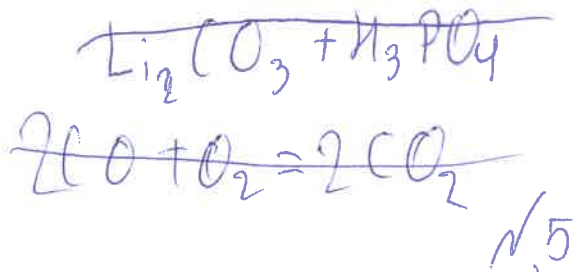 Li₂CO₃ + H₃PO₄
2CO + O₂ = 2CO₂
№5